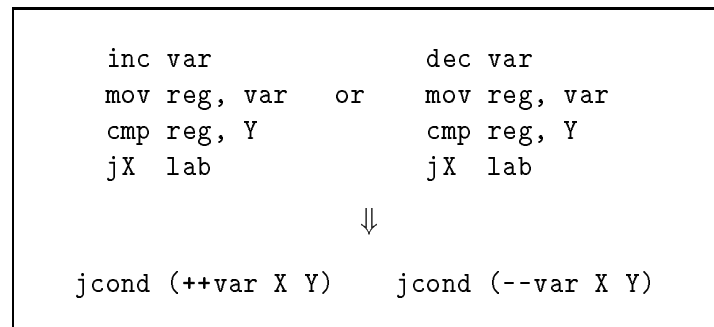 inc var dec var
mov reg, var or mov reg, var
cmp reg, Y cmp reg, Y
jX lab jX lab
⇓
jcond (++var X Y) jcond (--var X Y)